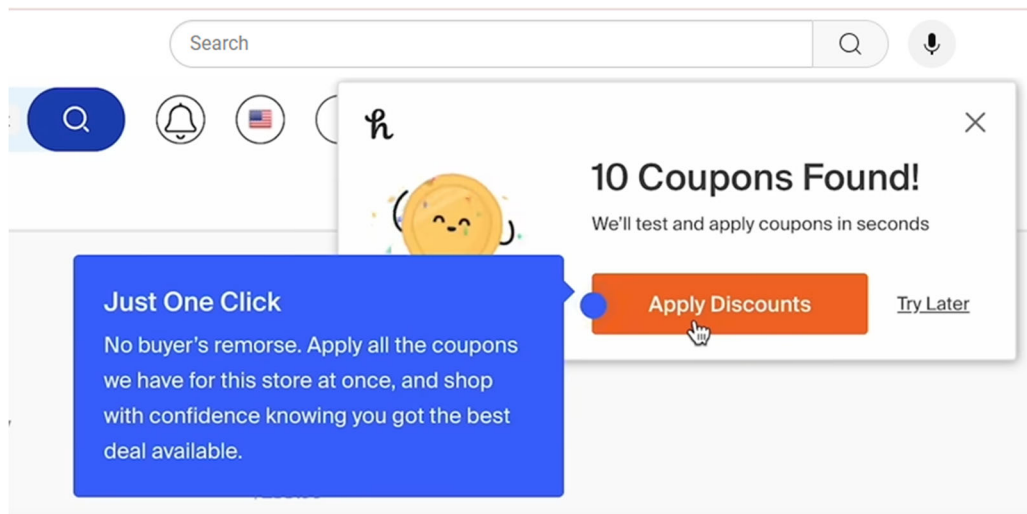 Search
h
10 Coupons Found!
We'll test and apply coupons in seconds
Apply Discounts
Try Later
Just One Click
No buyer's remorse. Apply all the coupons
we have for this store at once, and shop
with confidence knowing you got the best
deal available.